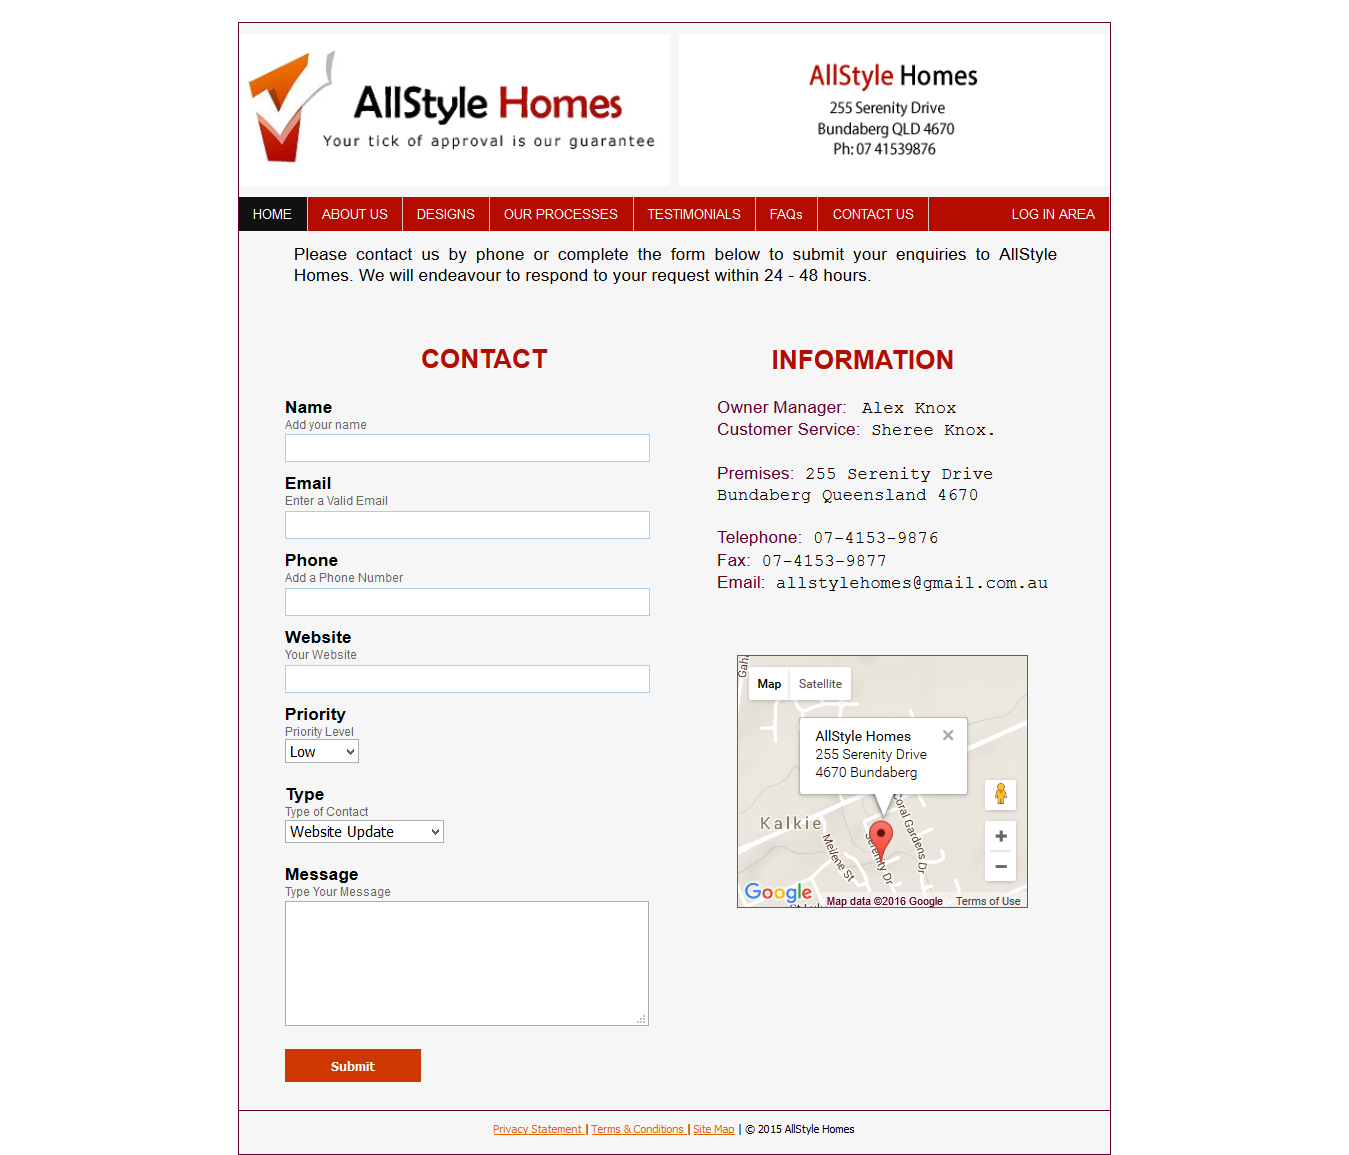 AllStyle Homes
Your tick of approval is our guarantee
AllStyle Homes
255 Serenity Drive
Bundaberg QLD 4670
Ph: 07 41539876
HOME ABOUT US DESIGNS OUR PROCESSES TESTIMONIALS FAQs CONTACT US LOG IN AREA
Please contact us by phone or complete the form below to submit your enquiries to AllStyle
Homes. We will endeavour to respond to your request within 24 - 48 hours.
CONTACT
Name
Add your name
Email
Enter a Valid Email
Phone
Add a Phone Number
Website
Your Website
Priority
Priority Level
Low
Type
Type of Contact
Website Update
Message
Type Your Message
Submit
INFORMATION
Owner Manager: Alex Knox
Customer Service: Sheree Knox.
Premises: 255 Serenity Drive
Bundaberg Queensland 4670
Telephone: 07-4153-9876
Fax: 07-4153-9877
Email: allstylehomes@gmail.com.au
Map Satellite
AllStyle Homes
255 Serenity Drive
4670 Bundaberg
Kalkie
Coral Gardens Dr
Meilene St
Serenity Dr
Google
Map data ©2016 Google Terms of Use
Privacy Statement | Terms & Conditions | Site Map | © 2015 AllStyle Homes